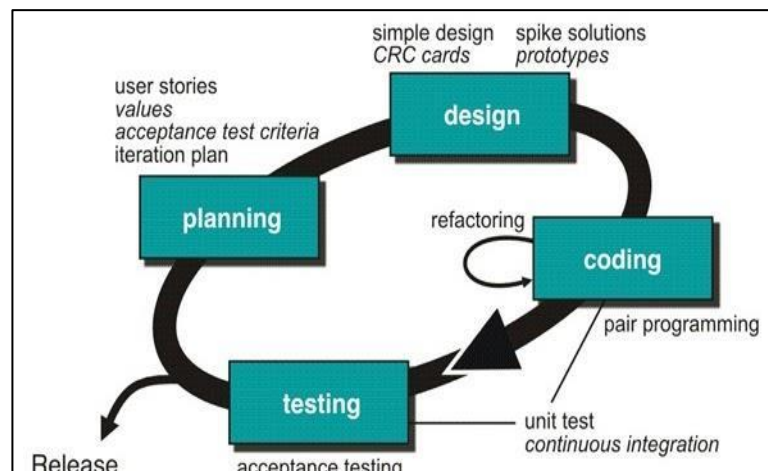 simple design
CRC cards
spike solutions
prototypes
user stories
values
acceptance test criteria
iteration plan
design
planning
refactoring
coding
pair programming
testing
unit test
continuous integration
Release
acceptance testing